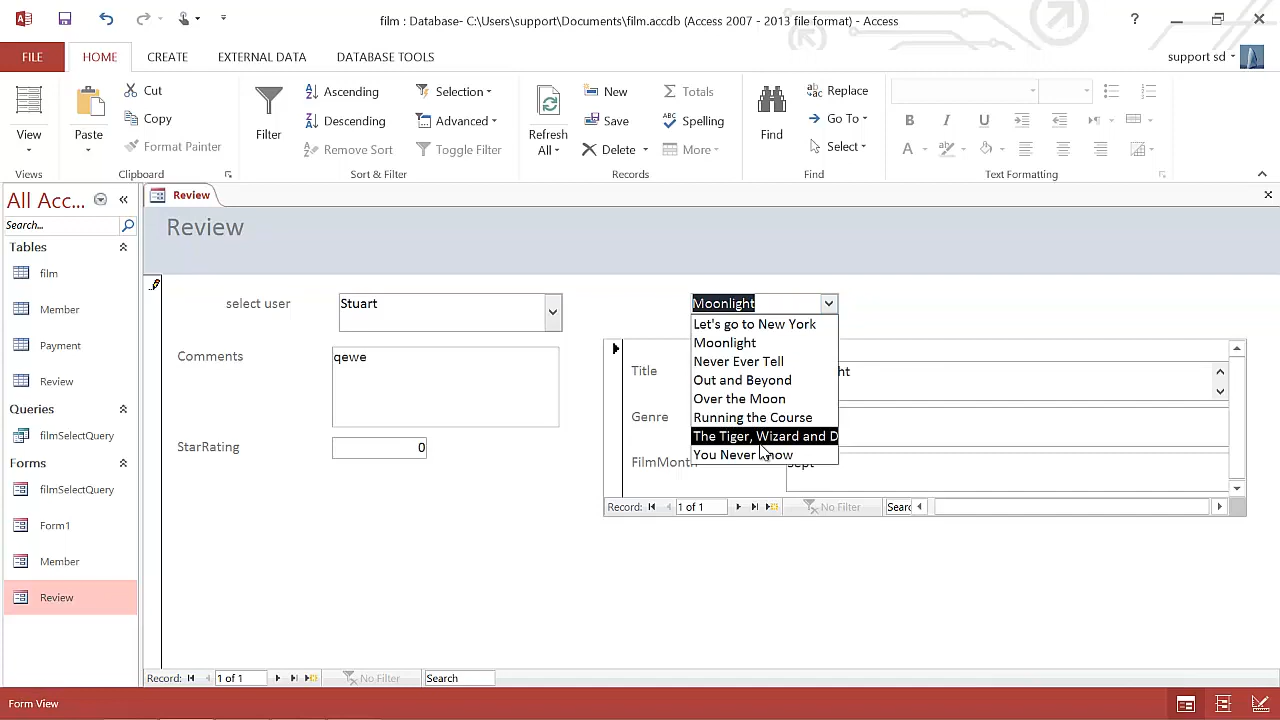 film : Database- C:\Users\support\Documents\film.accdb (Access 2007 - 2013 file format) - Access
?
FILE HOME CREATE EXTERNAL DATA DATABASE TOOLS support sd
View
Views
Paste
Cut
Copy
Format Painter
Clipboard
Filter
Ascending
Descending
Remove Sort
Selection
Advanced
Toggle Filter
Sort & Filter
Refresh
All
New
Save
Delete
Totals
Spelling
More
Records
Find
Replace
Go To
Select
Find
B I U
A
Text Formatting
All Acc...
Search...
Tables
film
Member
Payment
Review
Queries
filmSelectQuery
Forms
filmSelectQuery
Form1
Member
Review
Review
Review
select user Stuart
Comments qewe
StarRating 0
Moonlight
Let's go to New York
Moonlight
Never Ever Tell
Out and Beyond
Over the Moon
Running the Course
The Tiger, Wizard and D
You Never Know
Title
Genre
FilmMonth
Record: 1 of 1 No Filter Searc
Record: 1 of 1 No Filter Search
Form View